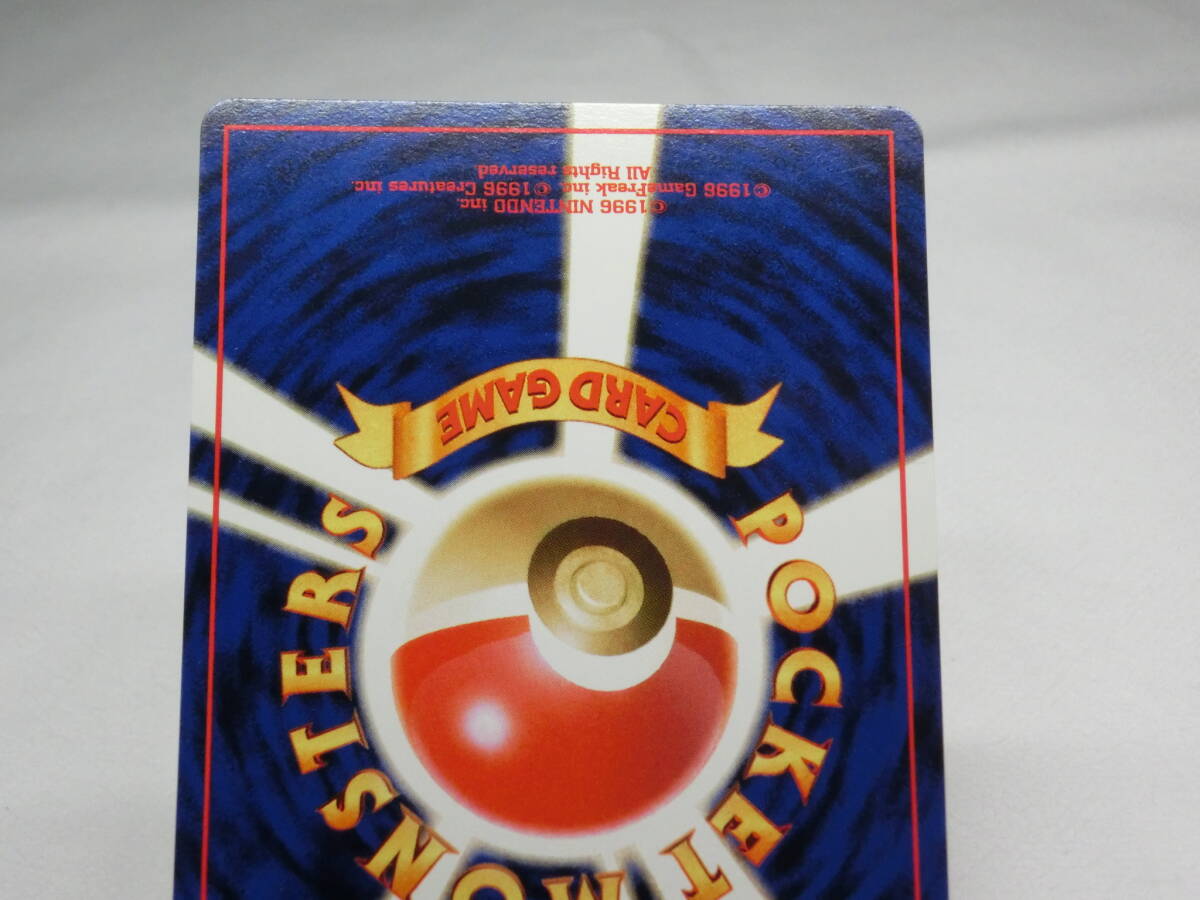 POCKET MONSTERS
CARD GAME
©1996 NINTENDO inc.
©1996 GameFreak inc. ©1996 Creatures inc.
All Rights reserved